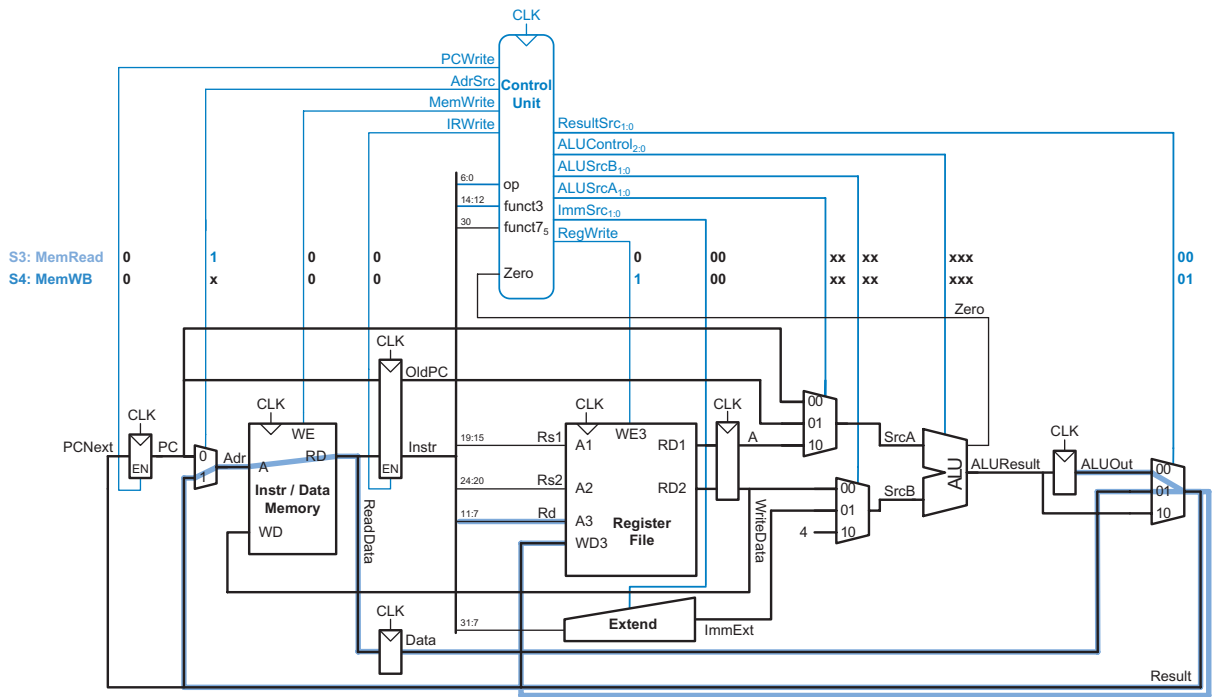 CLK
PCWrite
AdrSrc
MemWrite
IRWrite
Control
Unit
ResultSrc1:0
ALUControl2:0
ALUSrcB1:0
ALUSrcA1:0
ImmSrc1:0
RegWrite
6:0 op
14:12 funct3
30 funct75
Zero
S3: MemRead 0 1 0 0 0 00 xx xx xxx 00
S4: MemWB 0 x 0 0 1 00 xx xx xxx 01
Zero
CLK
OldPC
CLK CLK CLK CLK
00
01
10
PCNext PC EN
0
1
Adr
WE
A RD
Instr / Data
Memory
WD
ReadData
EN
Instr
19:15 Rs1 A1 WE3 RD1 A
24:20 Rs2 A2 RD2
11:7 Rd A3
WD3
Register
File
WriteData
SrcA
SrcB
00
01
4 10
ALU
ALUResult
CLK
ALUOut
00
01
10
31:7 Extend ImmExt
CLK
Data
Result